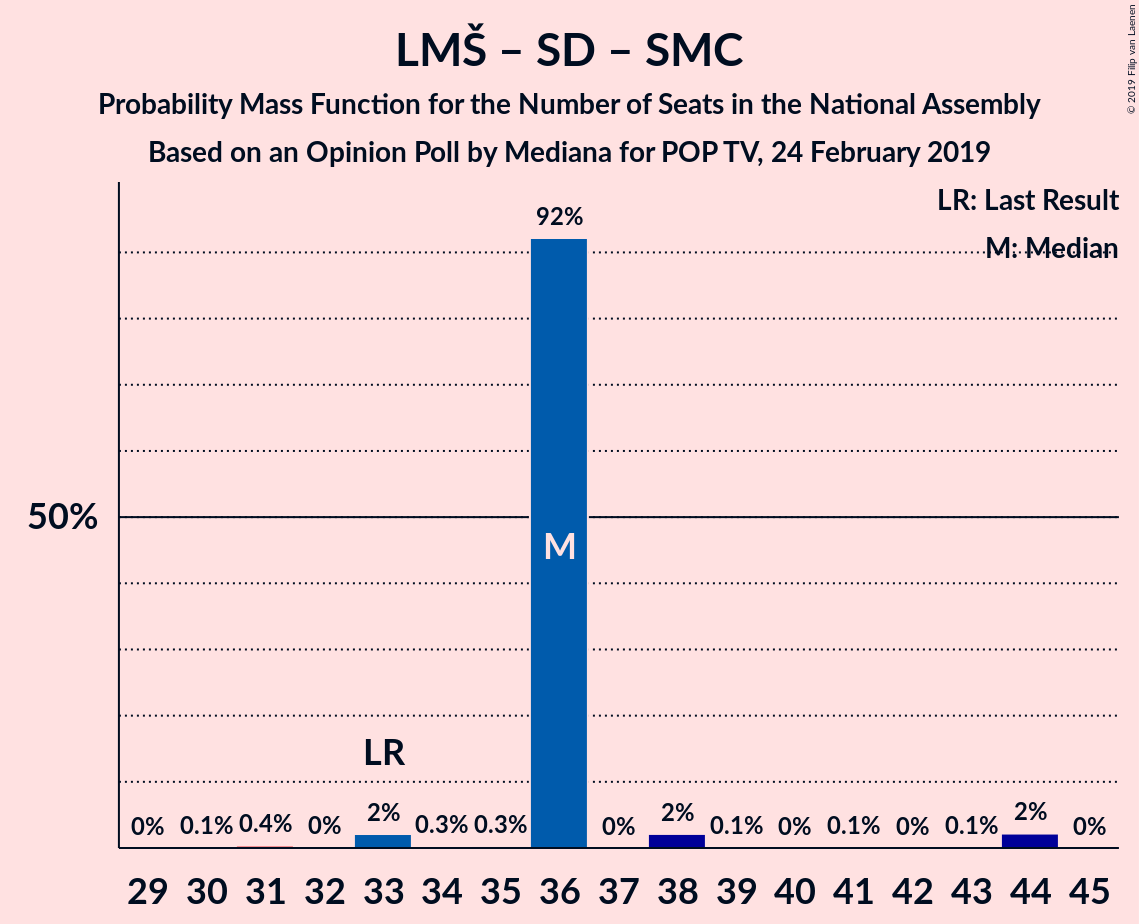 LMŠ – SD – SMC
Probability Mass Function for the Number of Seats in the National Assembly
Based on an Opinion Poll by Mediana for POP TV, 24 February 2019
© 2019 Filip van Laenen
LR: Last Result
M: Median
92%
50%
M
LR
0% 0.1% 0.4% 0% 2% 0.3% 0.3% 0% 2% 0.1% 0% 0.1% 0% 0.1% 2% 0%
29 30 31 32 33 34 35 36 37 38 39 40 41 42 43 44 45